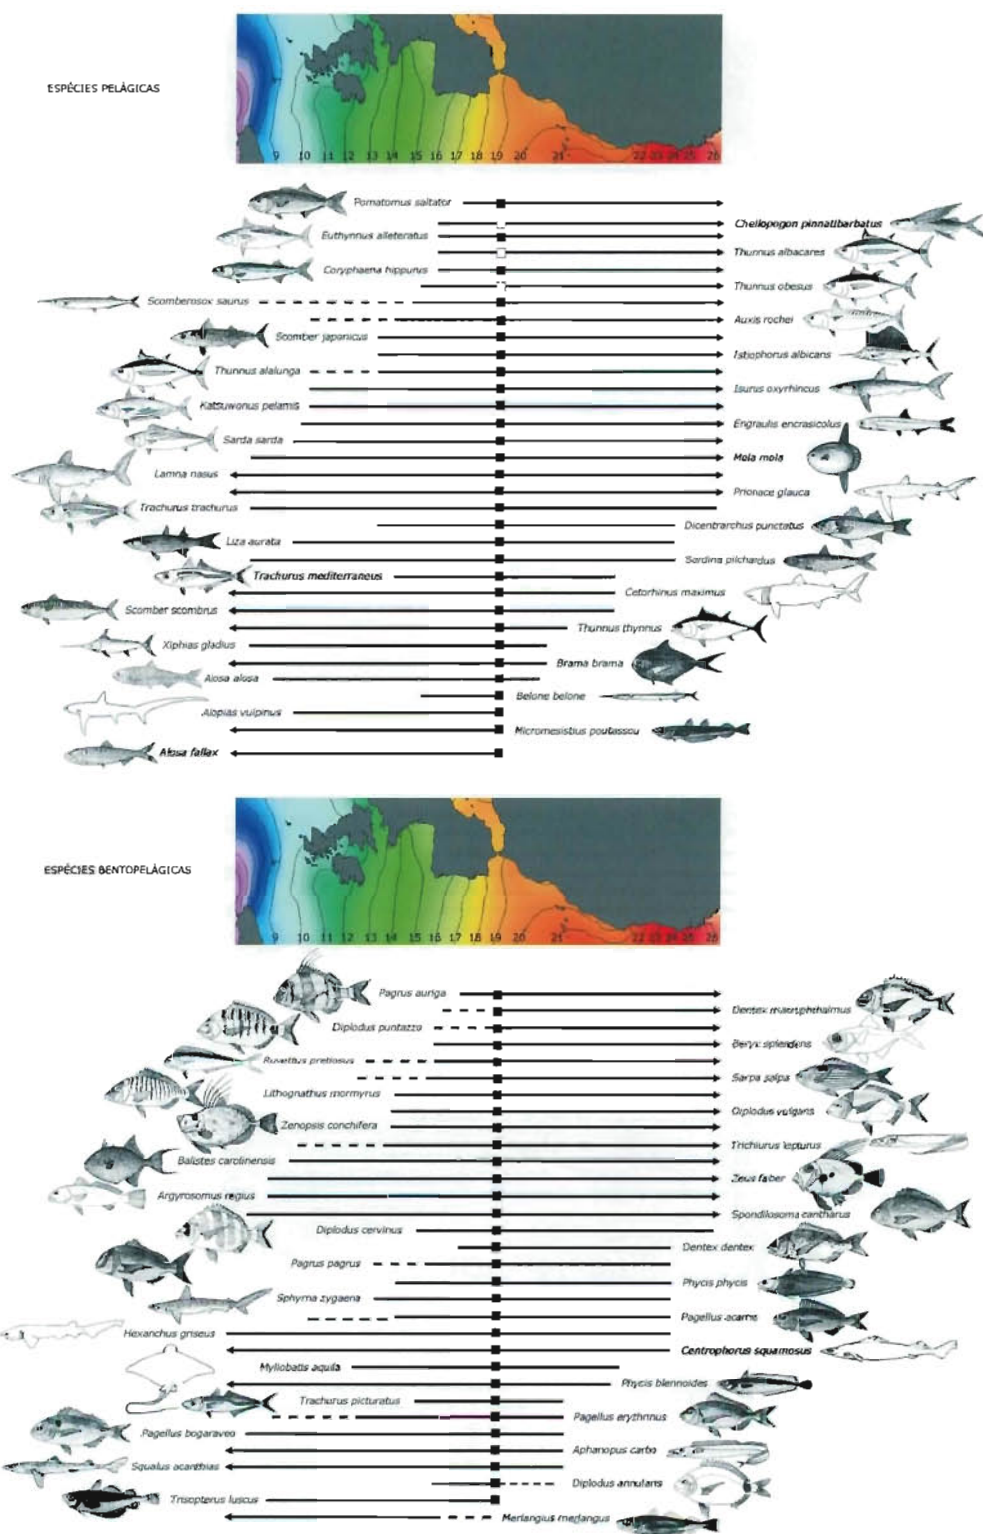 ESPÉCIES PELÁGICAS
9 10 11 12 13 14 15 16 17 18 19 20 21 22 23 24 25 26
Pomatomus saltator
Cheilopogon pinnatibarbatus
Euthynnus alleteratus
Thunnus albacares
Coryphaena hippurus
Thunnus obesus
Scomberosox saurus
Auxis rochei
Scomber japonicus
Istiophorus albicans
Thunnus alalunga
Isurus oxyrhincus
Katsuwonus pelamis
Engraulis encrasicolus
Sarda sarda
Mola mola
Lamna nasus
Prionace glauca
Trachurus trachurus
Dicentrarchus punctatus
Liza aurata
Sardina pilchardus
Trachurus mediterraneus
Cetorhinus maximus
Scomber scombrus
Thunnus thynnus
Xiphias gladius
Brama brama
Alosa alosa
Belone belone
Alopias vulpinus
Micromesistius poutassou
Alosa fallax
ESPÉCIES BENTOPELÁGICAS
9 10 11 12 13 14 15 16 17 18 19 20 21 22 23 24 25 26
Pagrus auriga
Dentex macrophthalmus
Diplodus puntazzo
Beryx splendens
Ruvettus pretiosus
Sarpa salpa
Lithognathus mormyrus
Diplodus vulgaris
Zenopsis conchifera
Trichiurus lepturus
Balistes carolinensis
Zeus faber
Argyrosomus regius
Spondilosoma cantharus
Diplodus cervinus
Dentex dentex
Pagrus pagrus
Phycis phycis
Sphyrna zygaena
Pagellus acarne
Hexanchus griseus
Centrophorus squamosus
Myliobatis aquila
Phycis blennoides
Trachurus picturatus
Pagellus erythrinus
Pagellus bogaraveo
Aphanopus carbo
Squalus acanthias
Diplodus annularis
Trisopterus luscus
Merlangius merlangus